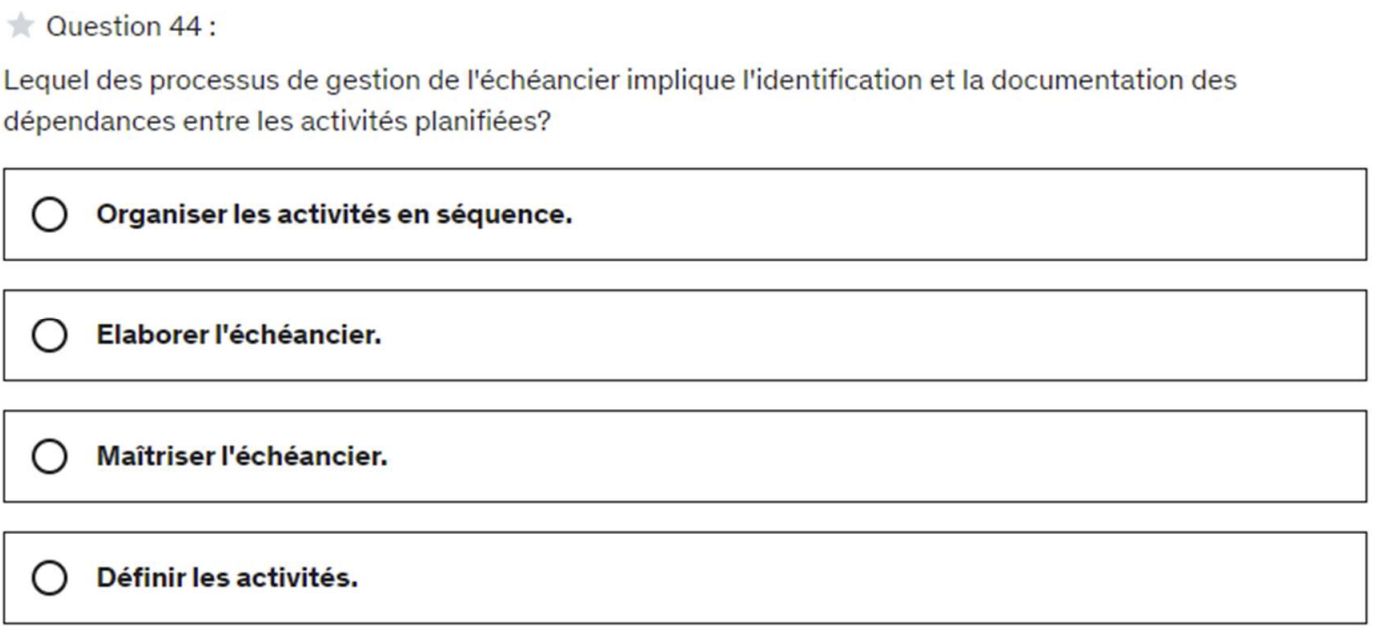 Question 44 :
Lequel des processus de gestion de l'échéancier implique l'identification et la documentation des
dépendances entre les activités planifiées?
Organiser les activités en séquence.
Elaborer l'échéancier.
Maîtriser l'échéancier.
Définir les activités.